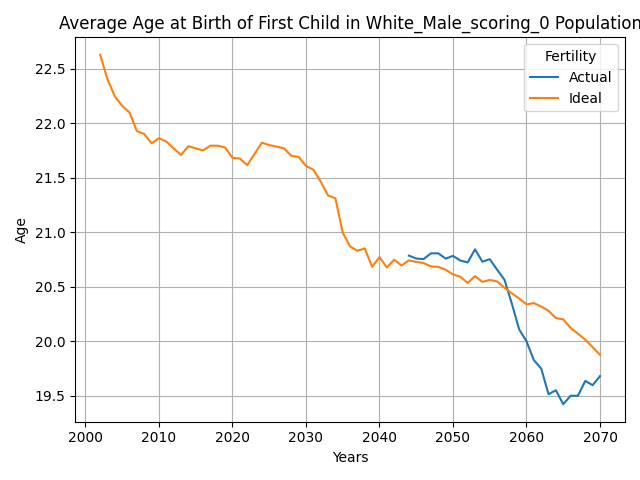 Average Age at Birth of First Child in White_Male_scoring_0 Population
Fertility
Actual
Ideal
Age
22.5
22.0
21.5
21.0
20.5
20.0
19.5
2000 2010 2020 2030 2040 2050 2060 2070
Years